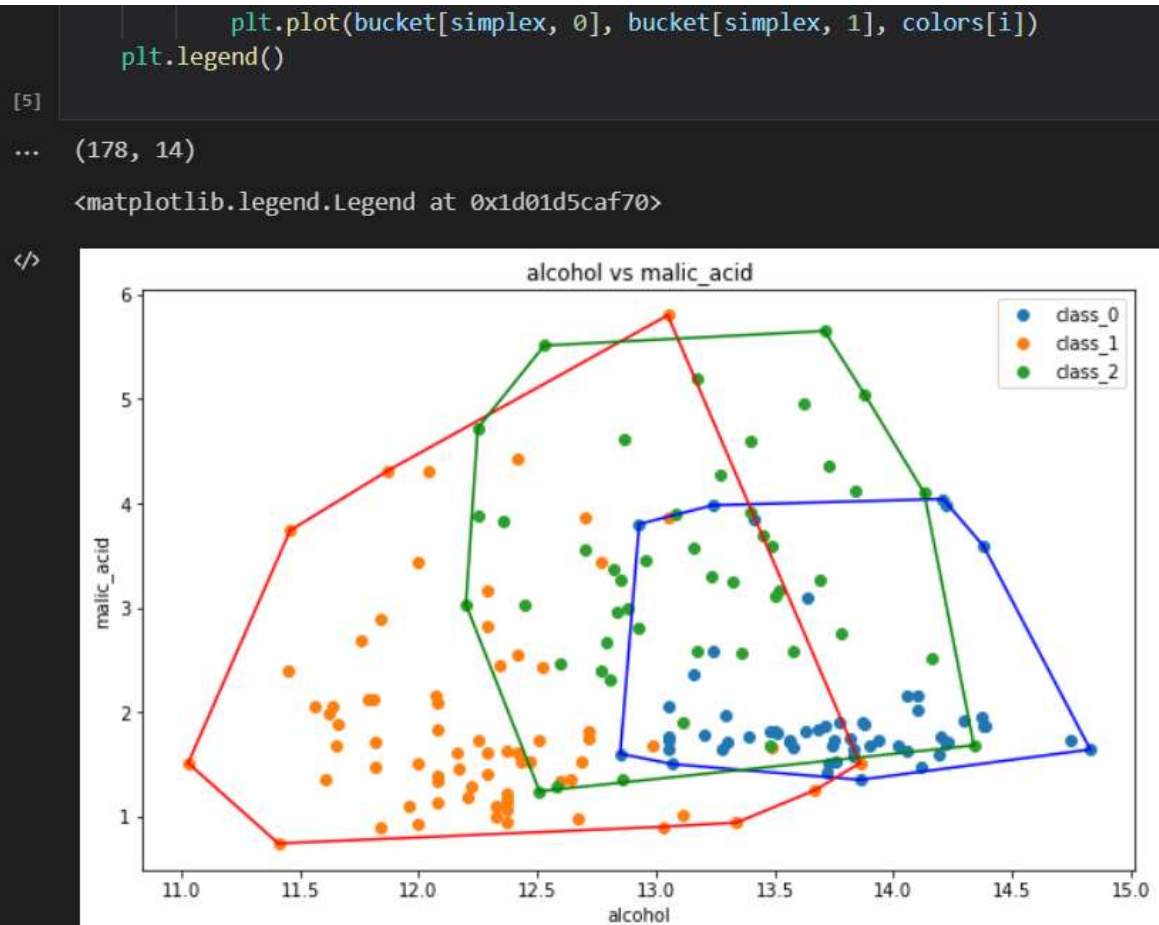 plt.plot(bucket[simplex, 0], bucket[simplex, 1], colors[i])
plt.legend()
[5]
... (178, 14)
<matplotlib.legend.Legend at 0x1d01d5caf70>
</>
alcohol vs malic_acid
class_0
class_1
class_2
6
5
4
3
2
1
malic_acid
11.0 11.5 12.0 12.5 13.0 13.5 14.0 14.5 15.0
alcohol